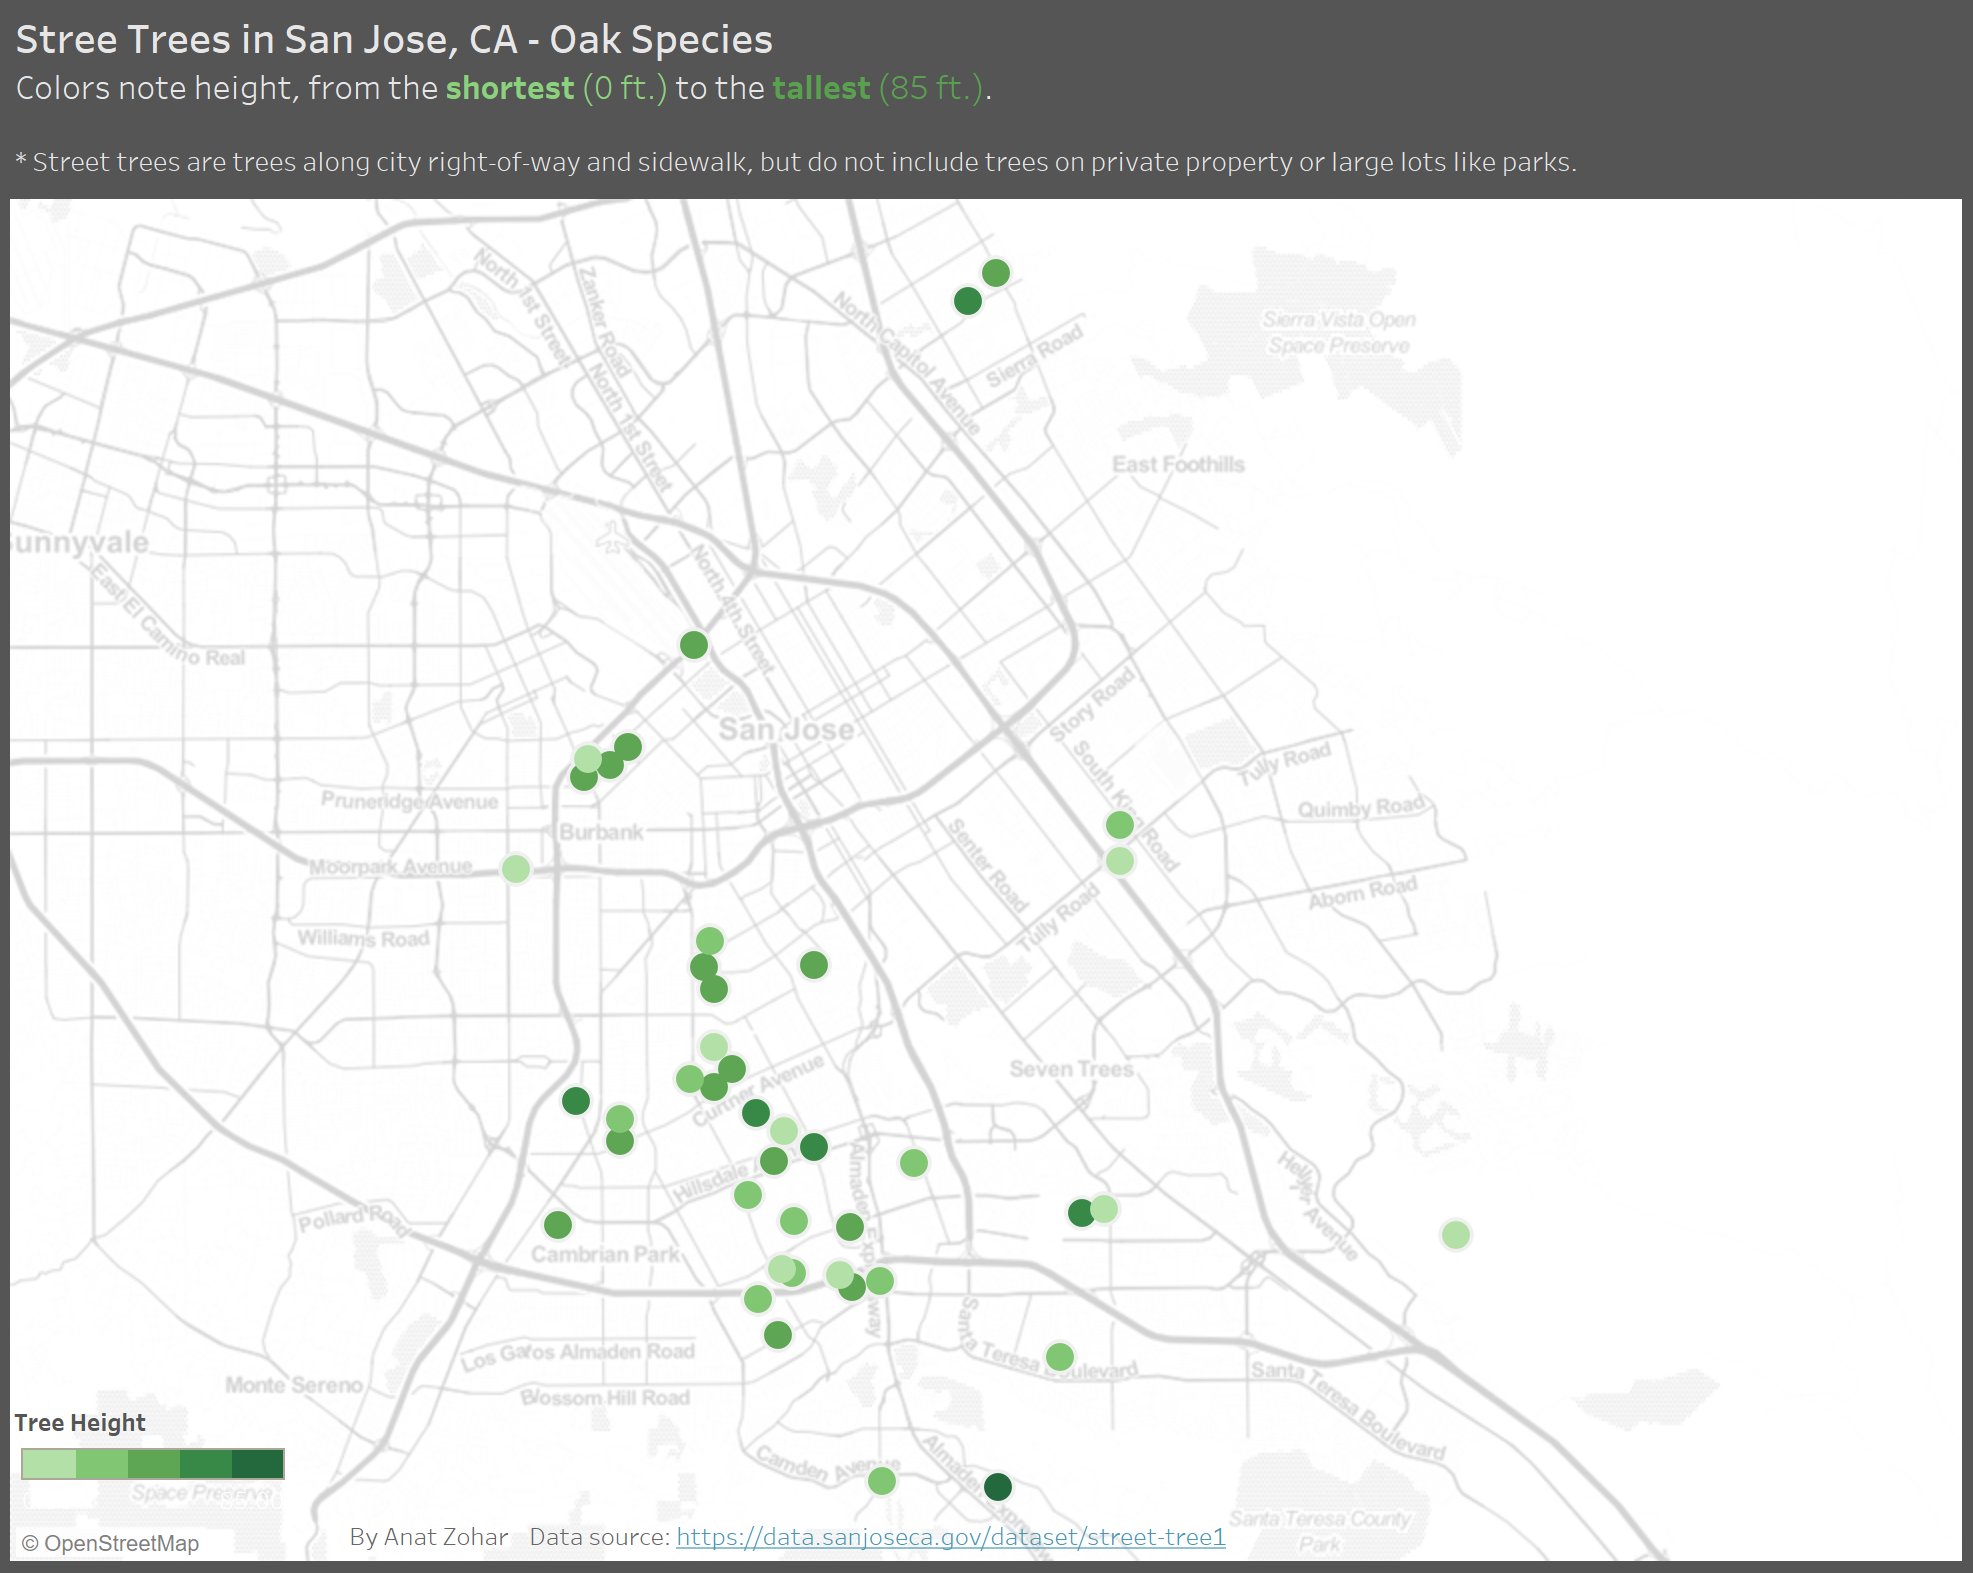 Stree Trees in San Jose, CA - Oak Species
Colors note height, from the shortest (0 ft.) to the tallest (85 ft.).
* Street trees are trees along city right-of-way and sidewalk, but do not include trees on private property or large lots like parks.
North 1st Street
Zanker Road
North Capitol Avenue
Sierra Road
Sierra Vista Open
Space Preserve
North 1st Street
East Foothills
unnyvale
North 4th Street
East El Camino Real
San Jose
Story Road
South King Road
Tully Road
Pruneridge Avenue
Quimby Road
Burbank
Moorpark Avenue
Senter Road
Aborn Road
Tully Road
Williams Road
Seven Trees
Curtner Avenue
Hillsdale
Almaden Exp
way
Hellyer Avenue
Pollard Road
Cambrian Park
Los Gatos Almaden Road
Santa Teresa Boulevard
Santa Teresa Boulevard
Monte Sereno
Blossom Hill Road
Tree Height
Camden Avenue
Almaden Expressway
Space Preserve
Santa Teresa County
Park
© OpenStreetMap
By Anat Zohar Data source: https://data.sanjoseca.gov/dataset/street-tree1